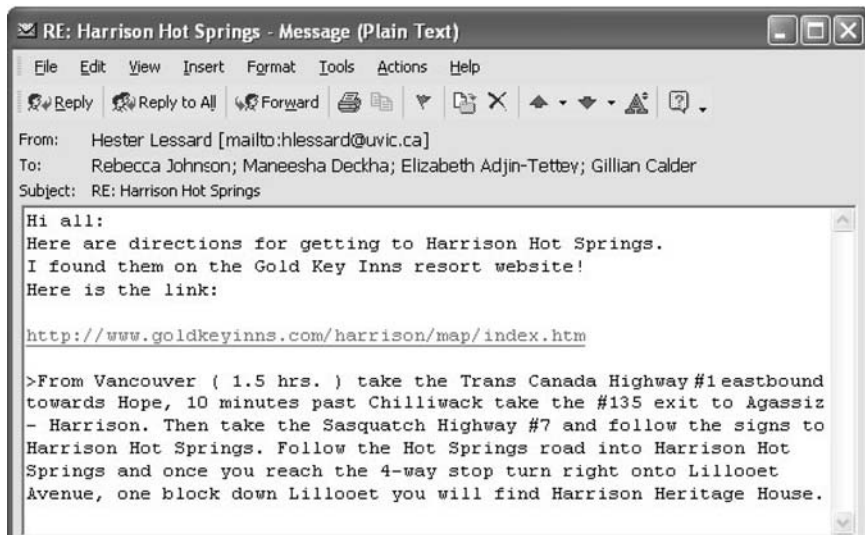 RE: Harrison Hot Springs - Message (Plain Text)
File Edit View Insert Format Tools Actions Help
Reply Reply to All Forward
From: Hester Lessard [mailto:hlessard@uvic.ca]
To: Rebecca Johnson; Maneesha Deckha; Elizabeth Adjin-Tettey; Gillian Calder
Subject: RE: Harrison Hot Springs
Hi all:
Here are directions for getting to Harrison Hot Springs.
I found them on the Gold Key Inns resort website!
Here is the link:
http://www.goldkeyinns.com/harrison/map/index.htm
>From Vancouver ( 1.5 hrs. ) take the Trans Canada Highway #1 eastbound
towards Hope, 10 minutes past Chilliwack take the #135 exit to Agassiz
- Harrison. Then take the Sasquatch Highway #7 and follow the signs to
Harrison Hot Springs. Follow the Hot Springs road into Harrison Hot
Springs and once you reach the 4-way stop turn right onto Lillooet
Avenue, one block down Lillooet you will find Harrison Heritage House.